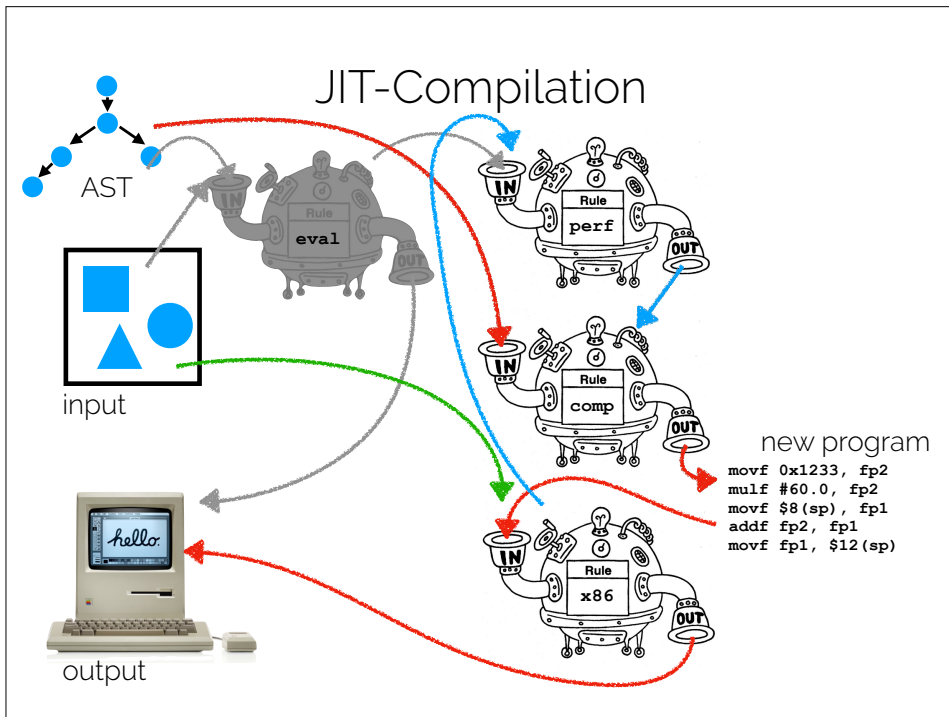 JIT-Compilation
AST
IN
Rule
eval
OUT
IN
Rule
perf
OUT
input
IN
Rule
comp
OUT
new program
movf 0x1233, fp2
mulf #60.0, fp2
movf $8(sp), fp1
addf fp2, fp1
movf fp1, $12(sp)
hello.
IN
Rule
x86
OUT
output